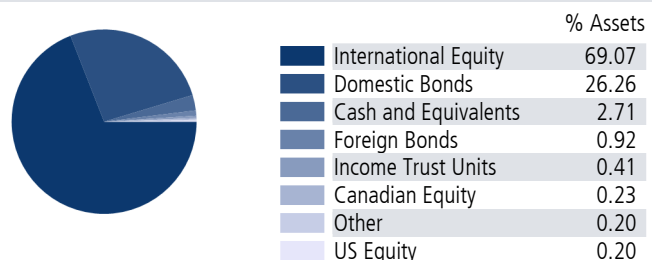 % Assets
International Equity 69.07
Domestic Bonds 26.26
Cash and Equivalents 2.71
Foreign Bonds 0.92
Income Trust Units 0.41
Canadian Equity 0.23
Other 0.20
US Equity 0.20